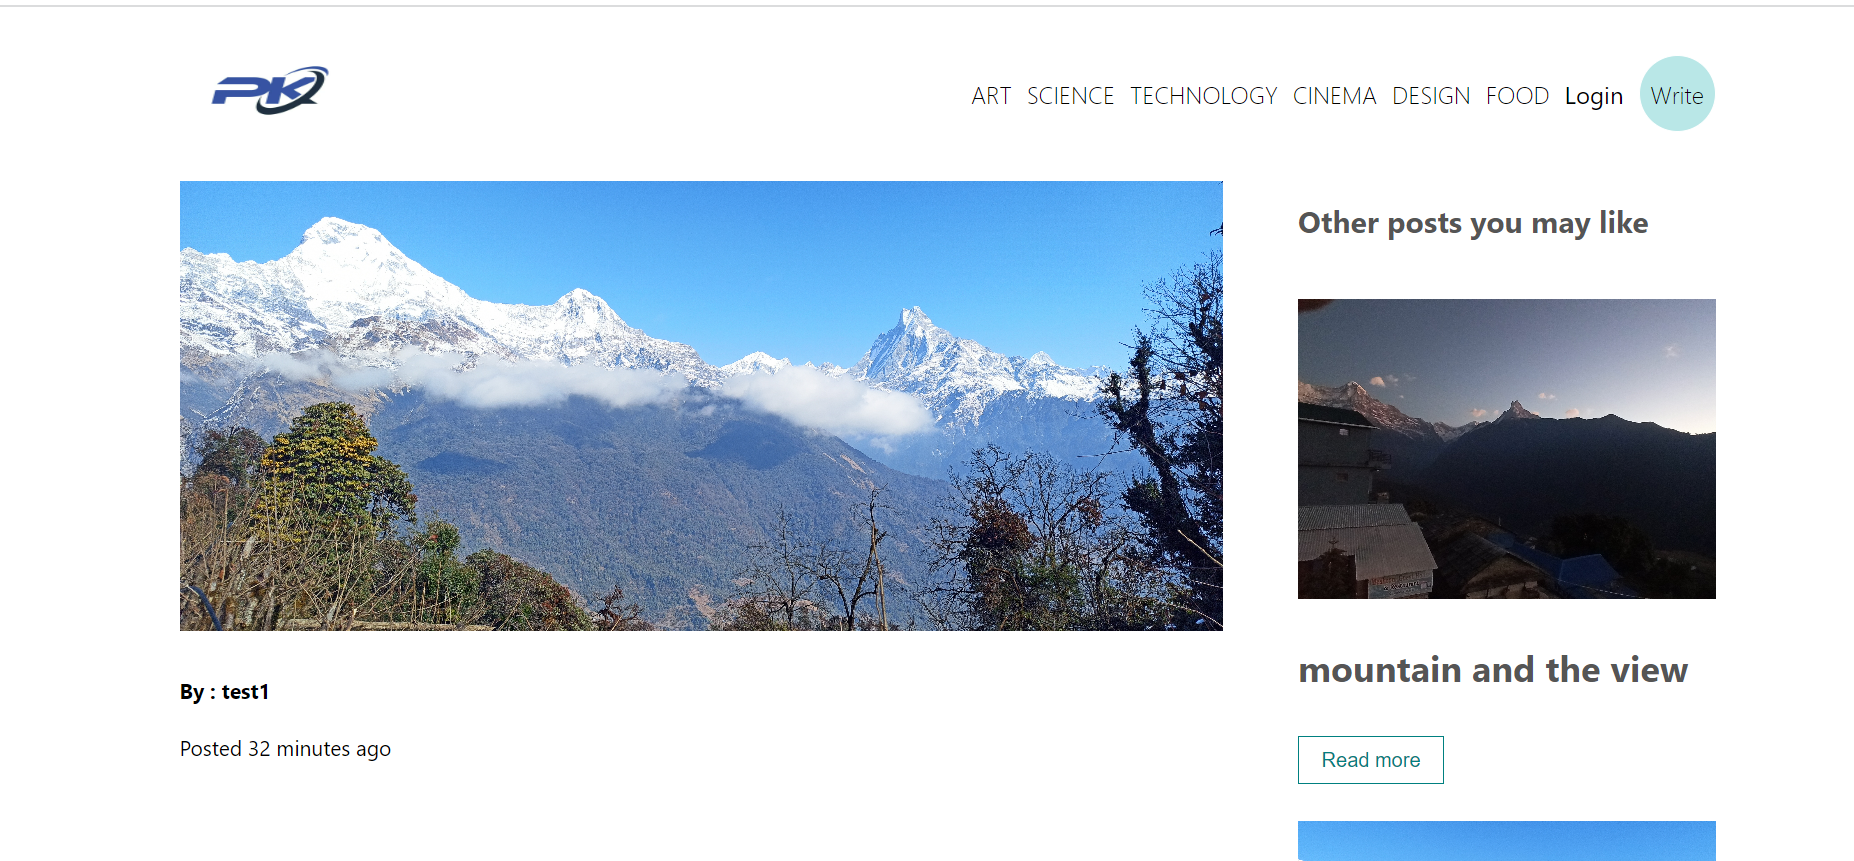 PK
ART SCIENCE TECHNOLOGY CINEMA DESIGN FOOD Login Write
Other posts you may like
By : test1
Posted 32 minutes ago
mountain and the view
Read more